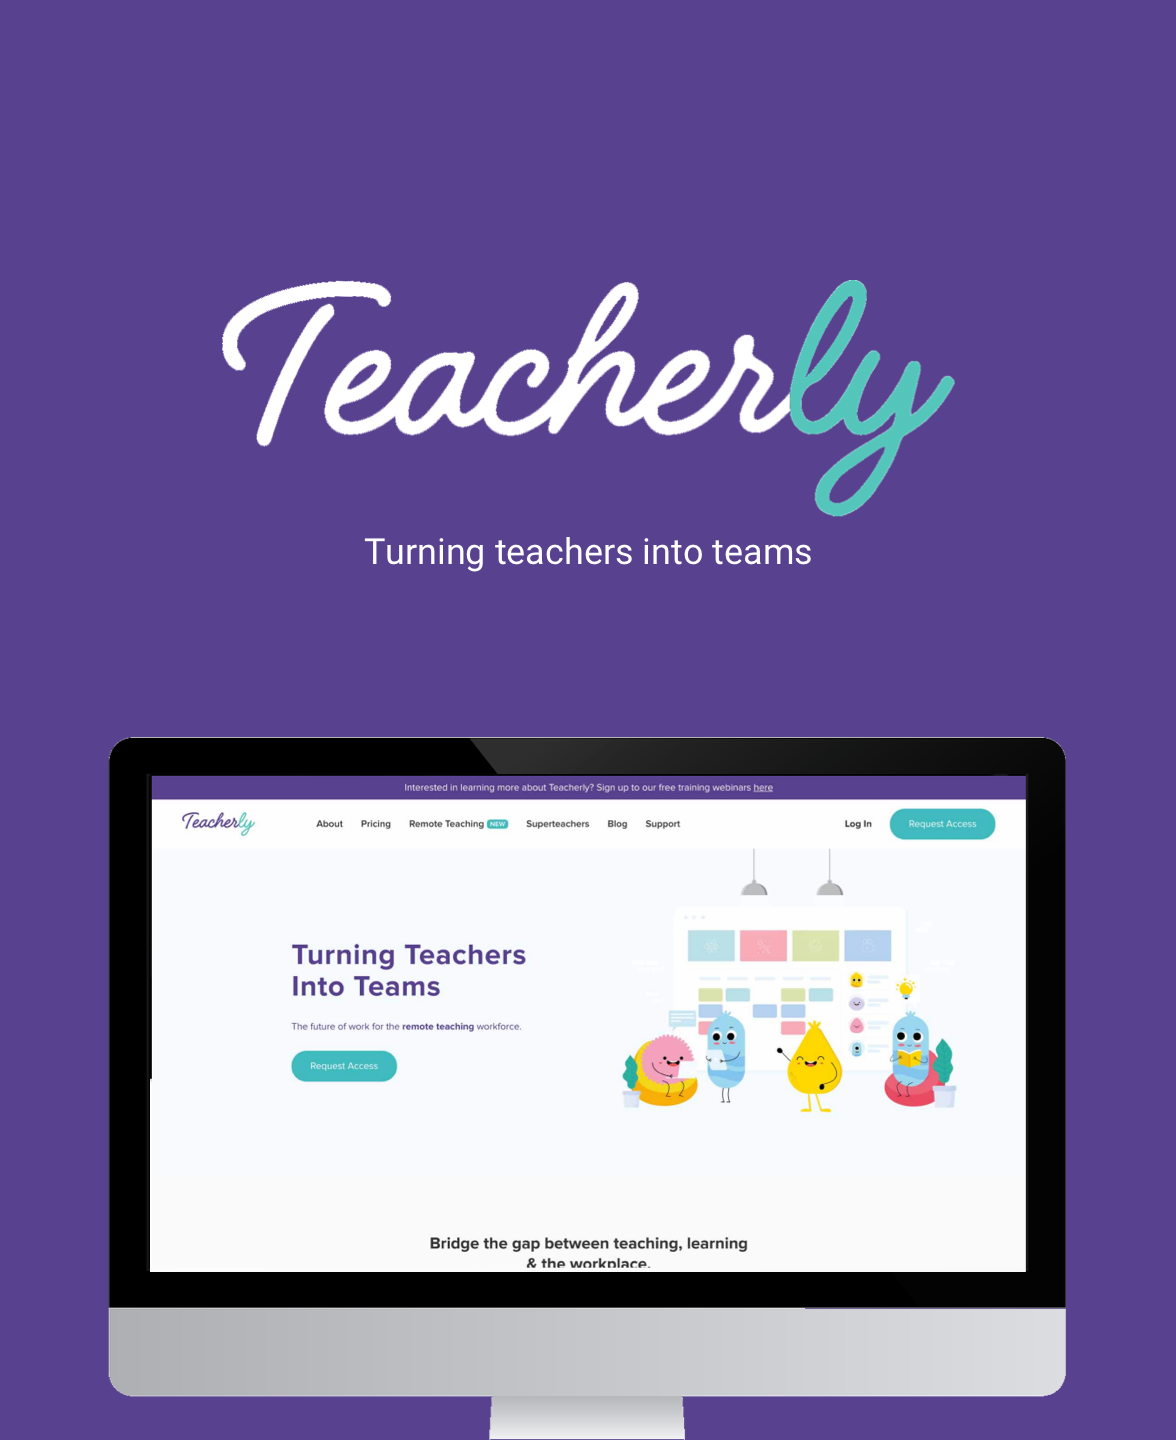 Teacherly
Turning teachers into teams
Interested in learning more about Teacherly? Sign up to our free training webinars here
Teacherly
About
Pricing
Remote Teaching NEW
Superteachers
Blog
Support
Log In
Request Access
Turning Teachers
Into Teams
The future of work for the remote teaching workforce.
Request Access
Bridge the gap between teaching, learning
& the workplace.